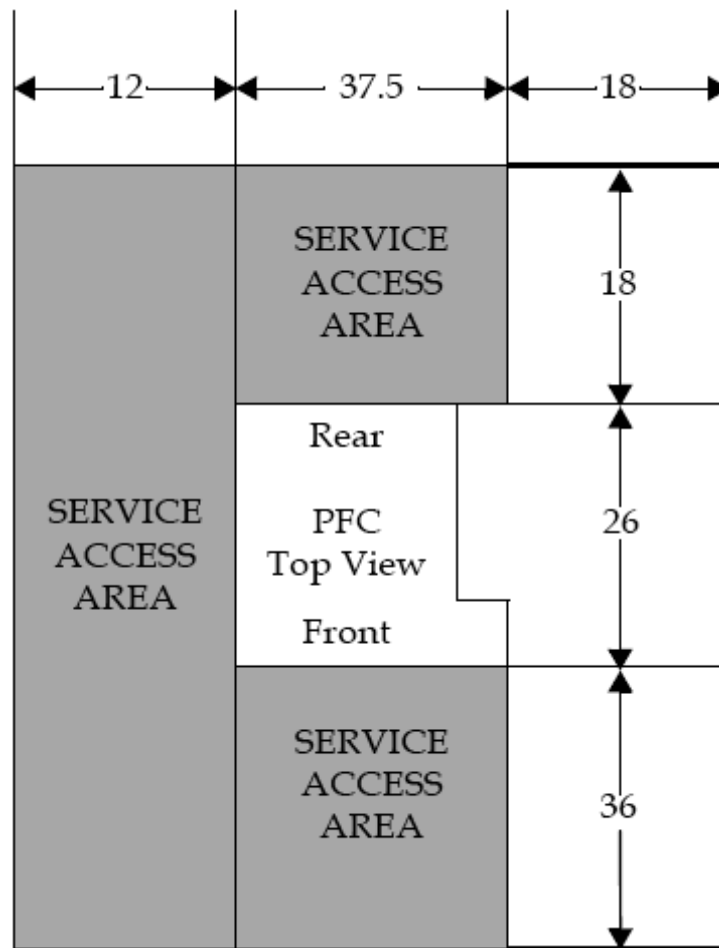 12
37.5
18
SERVICE
ACCESS
AREA
18
Rear
SERVICE
ACCESS
AREA
PFC
Top View
26
Front
SERVICE
ACCESS
AREA
36